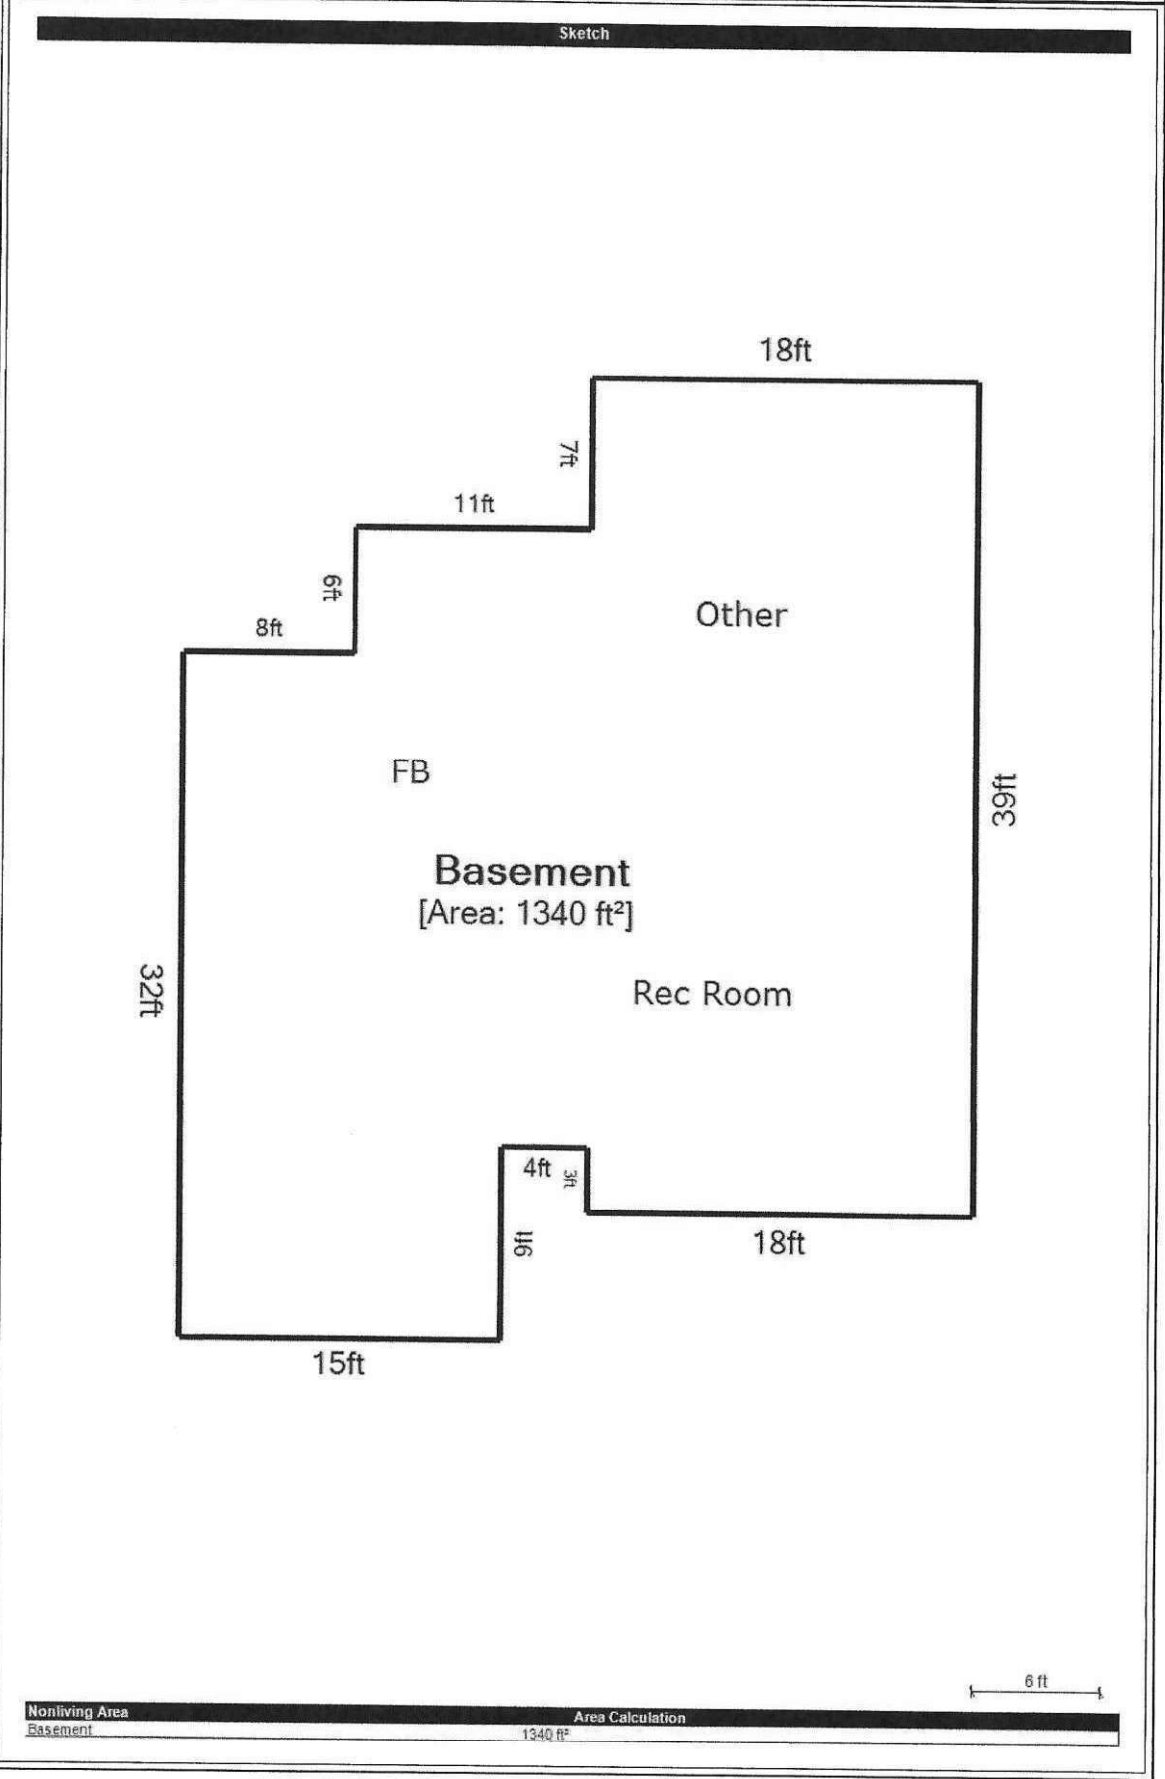 Sketch
18ft
7ft
11ft
6ft
8ft
Other
FB
39ft
Basement
[Area: 1340 ft²]
32ft
Rec Room
4ft
3ft
9ft
18ft
15ft
6 ft
Nonliving Area
Area Calculation
Basement
1340 ft²